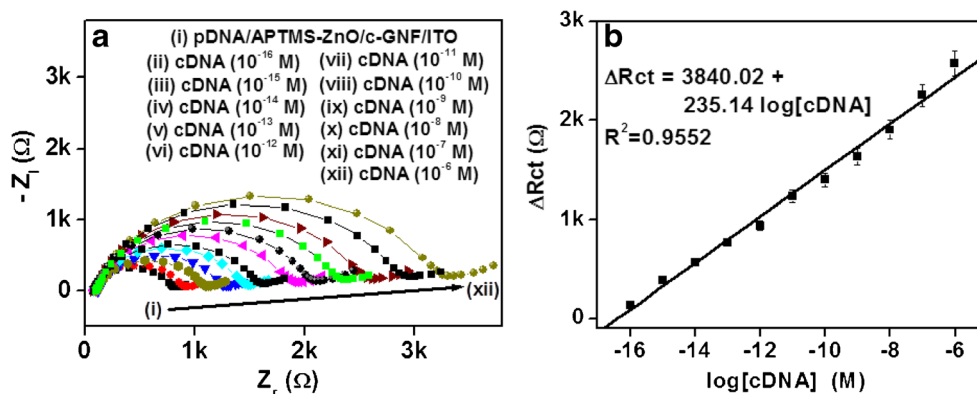 a
(i) pDNA/APTMS-ZnO/c-GNF/ITO
(ii) cDNA (10⁻¹⁶ M)
(iii) cDNA (10⁻¹⁵ M)
(iv) cDNA (10⁻¹⁴ M)
(v) cDNA (10⁻¹³ M)
(vi) cDNA (10⁻¹² M)
(vii) cDNA (10⁻¹¹ M)
(viii) cDNA (10⁻¹⁰ M)
(ix) cDNA (10⁻⁹ M)
(x) cDNA (10⁻⁸ M)
(xi) cDNA (10⁻⁷ M)
(xii) cDNA (10⁻⁶ M)
3k
2k
1k
0
- Zᵢ (Ω)
(i)
(xii)
0 1k 2k 3k
Zᵣ (Ω)
b
ΔRct = 3840.02 +
235.14 log[cDNA]
R²=0.9552
3k
2k
1k
0
ΔRct (Ω)
-16 -14 -12 -10 -8 -6
log[cDNA] (M)